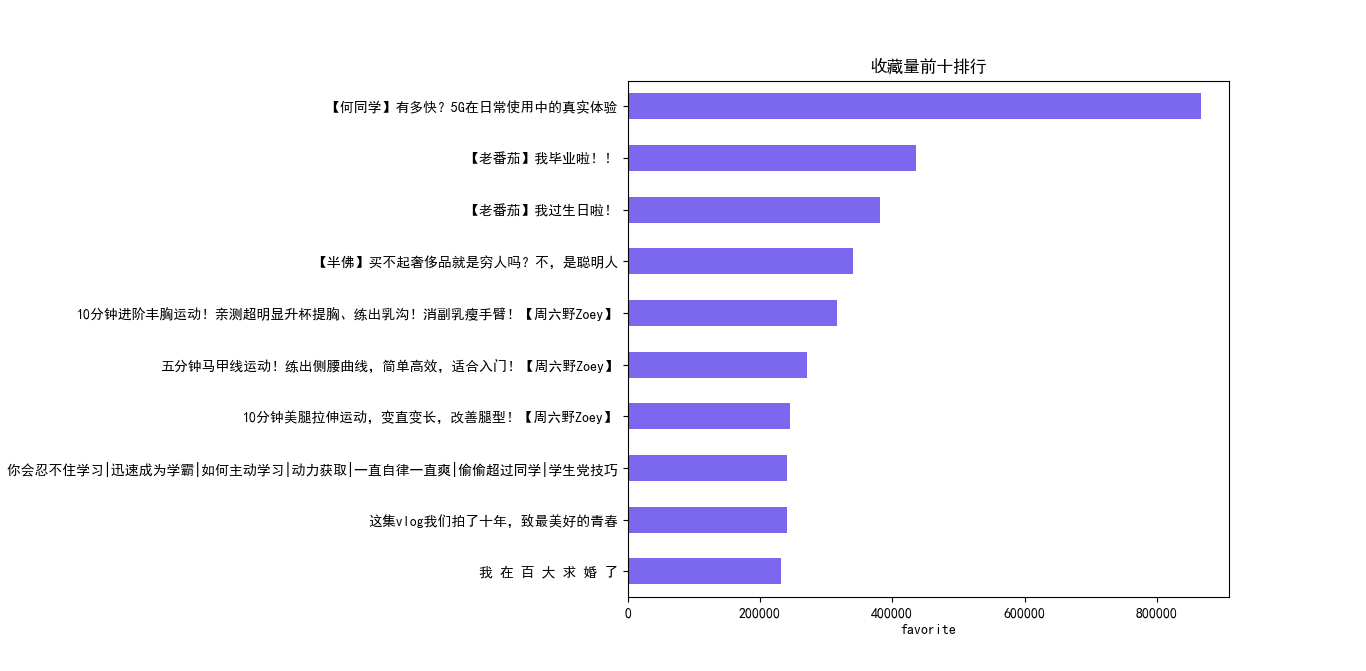 收藏量前十排行
【何同学】有多快？5G在日常使用中的真实体验
【老番茄】我毕业啦！！
【老番茄】我过生日啦！
【半佛】买不起奢侈品就是穷人吗？不，是聪明人
10分钟进阶丰胸运动！亲测超明显升杯提胸、练出乳沟！消副乳瘦手臂！【周六野Zoey】
五分钟马甲线运动！练出侧腰曲线，简单高效，适合入门！【周六野Zoey】
10分钟美腿拉伸运动，变直变长，改善腿型！【周六野Zoey】
你会忍不住学习|迅速成为学霸|如何主动学习|动力获取|一直自律一直爽|偷偷超过同学|学生党技巧
这集vlog我们拍了十年，致最美好的青春
我 在 百 大 求 婚 了
0 200000 400000 600000 800000
favorite